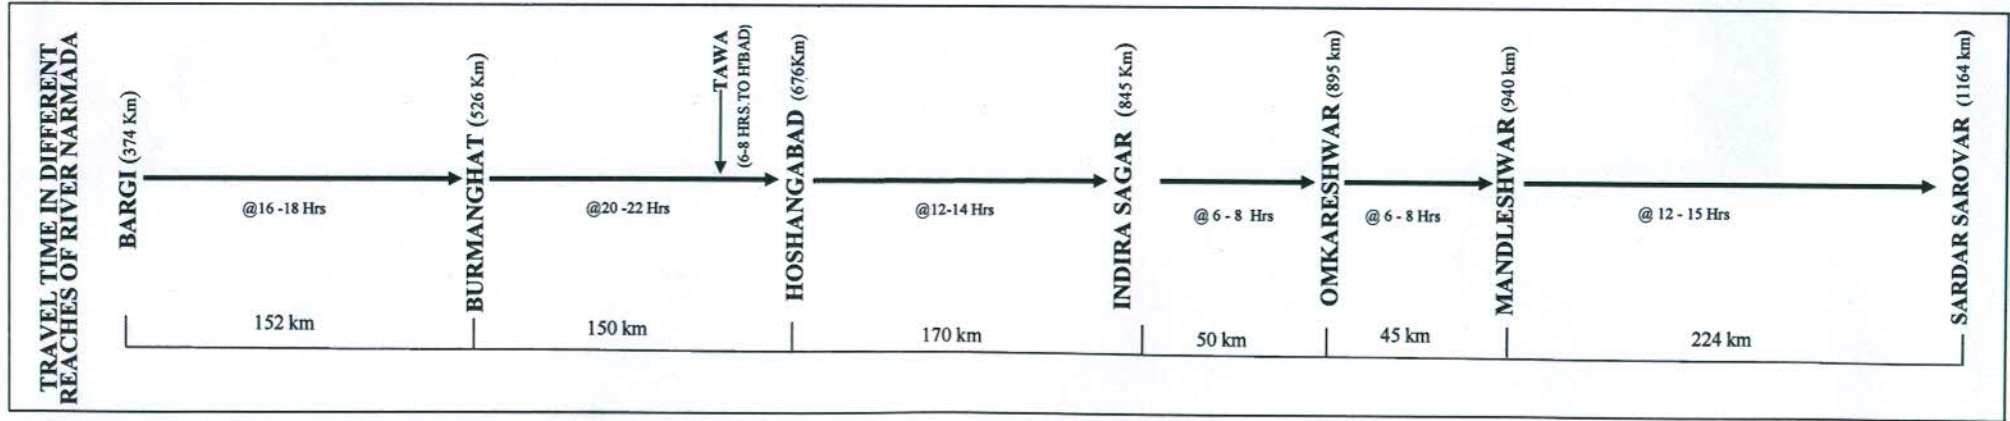 TRAVEL TIME IN DIFFERENT
REACHES OF RIVER NARMADA
BARGI (374 Km)
@16 -18 Hrs
152 km
BURMANGHAT (526 Km)
@20 -22 Hrs
150 km
TAWA
(6-8 HRS.TO H'BAD)
HOSHANGABAD (676Km)
@12-14 Hrs
170 km
INDIRA SAGAR (845 Km)
@ 6 - 8 Hrs
50 km
OMKARESHWAR (895 km)
@ 6 - 8 Hrs
45 km
MANDLESHWAR (940 km)
@ 12 - 15 Hrs
224 km
SARDAR SAROVAR (1164 km)